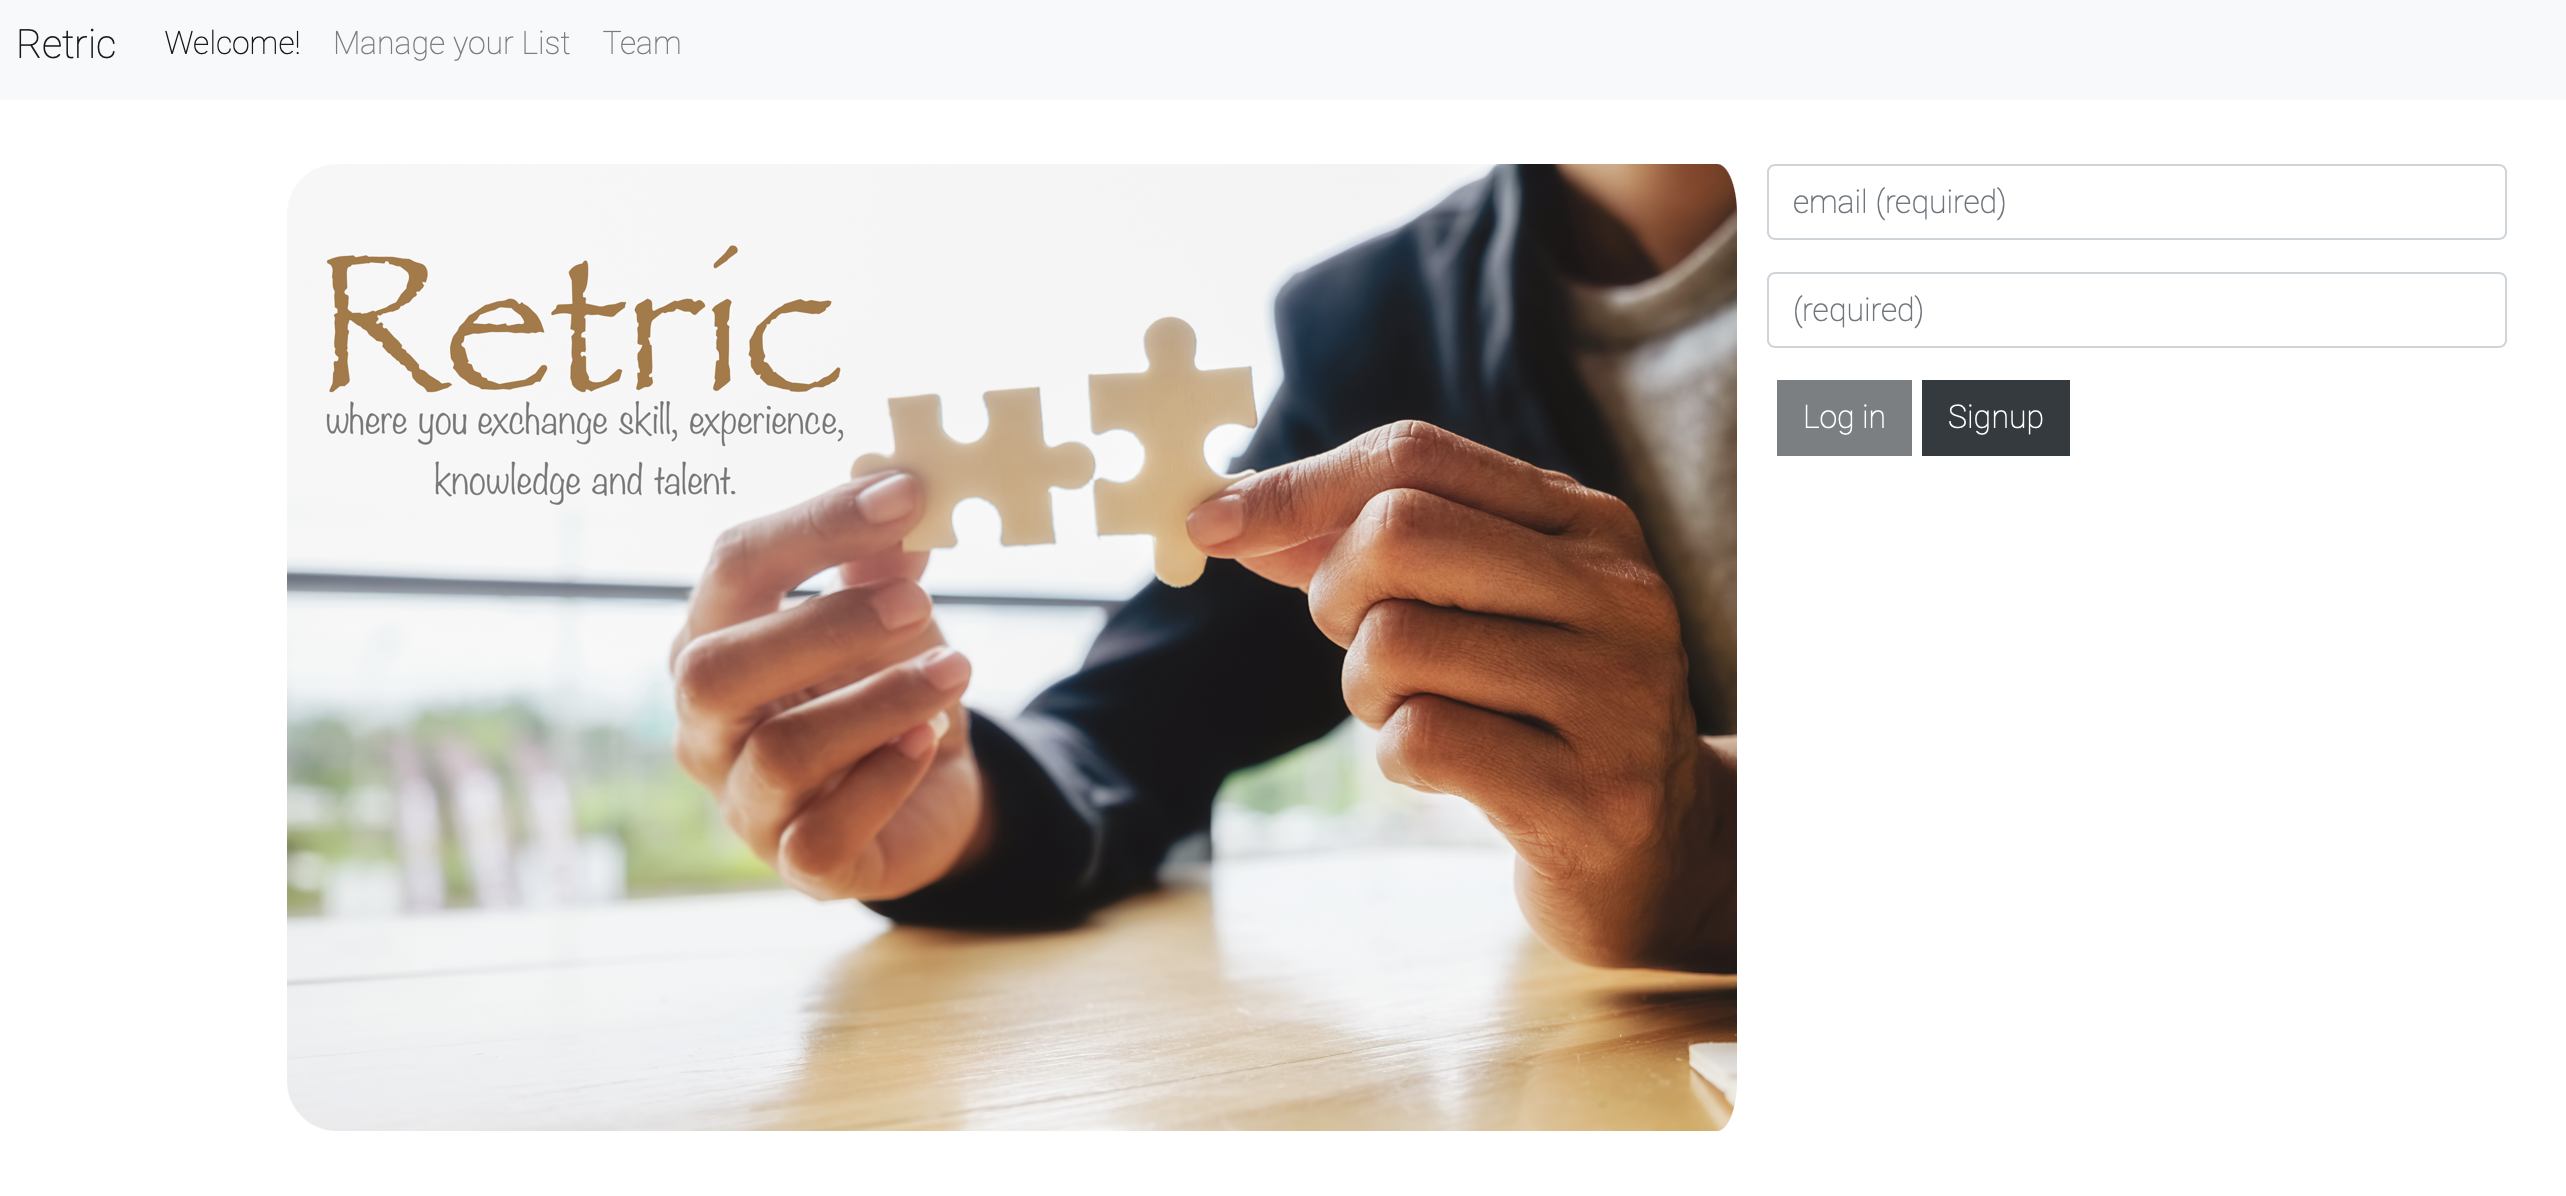 Retric Welcome! Manage your List Team
Retric
where you exchange skill, experience,
knowledge and talent.
email (required)
(required)
Log in Signup